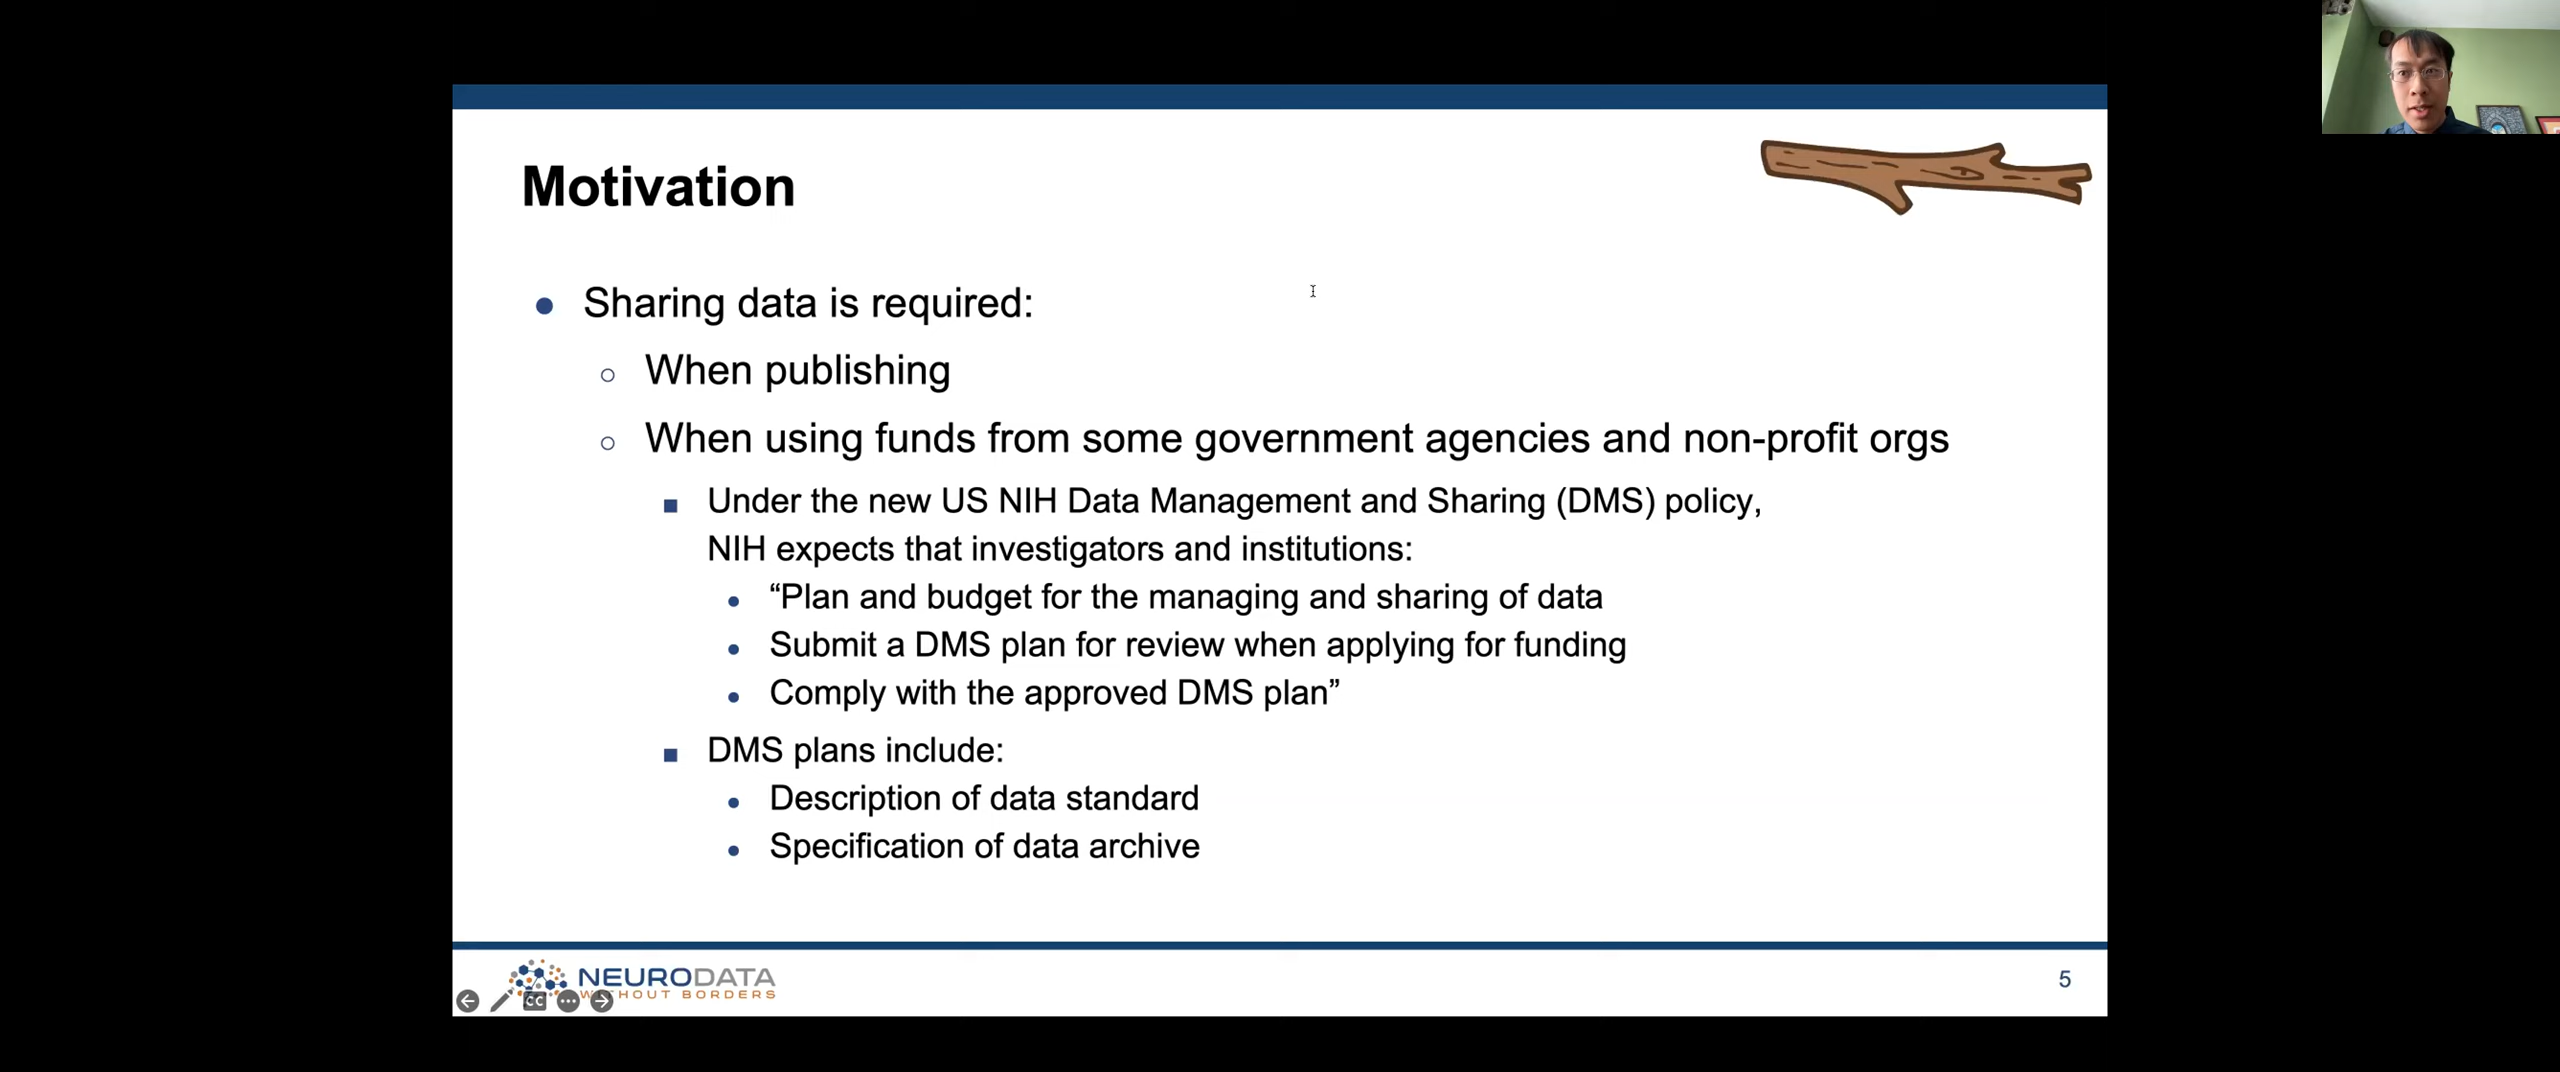 Motivation
Sharing data is required:
When publishing
When using funds from some government agencies and non-profit orgs
Under the new US NIH Data Management and Sharing (DMS) policy,
NIH expects that investigators and institutions:
“Plan and budget for the managing and sharing of data
Submit a DMS plan for review when applying for funding
Comply with the approved DMS plan”
DMS plans include:
Description of data standard
Specification of data archive
NEURODATA
HOUT BORDERS
CC
5